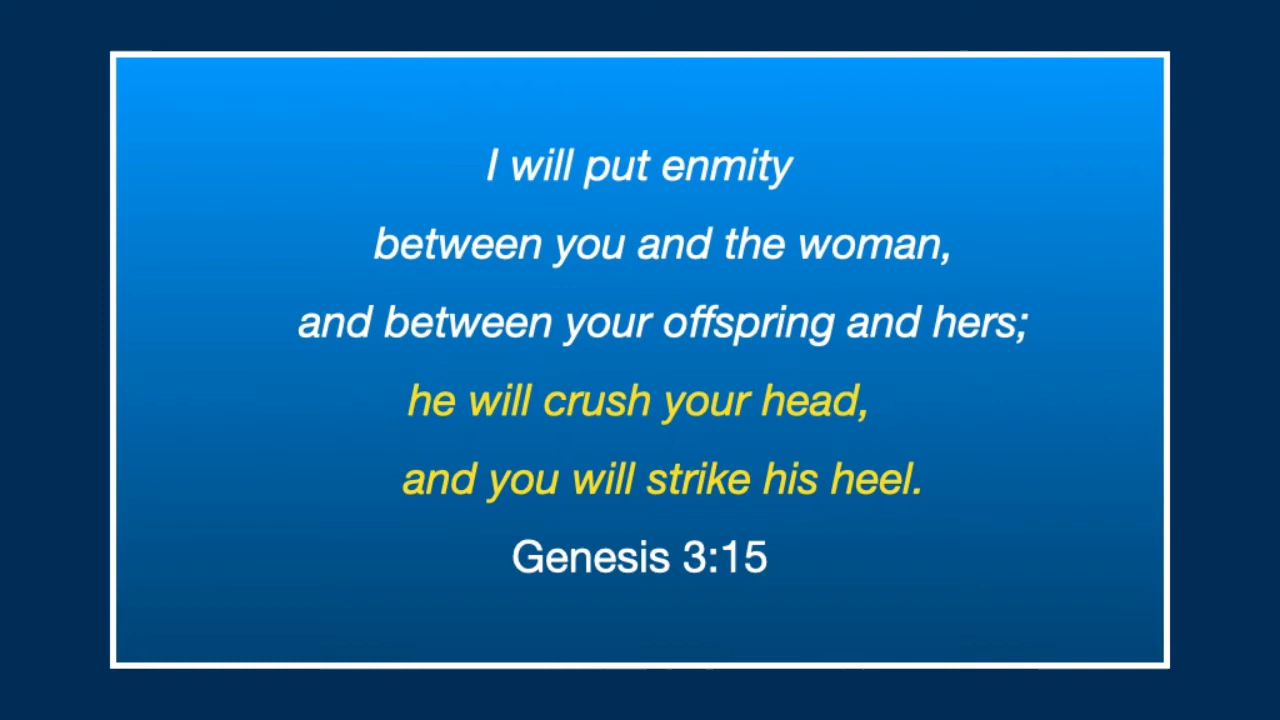 I will put enmity
between you and the woman,
and between your offspring and hers;
he will crush your head,
and you will strike his heel.
Genesis 3:15